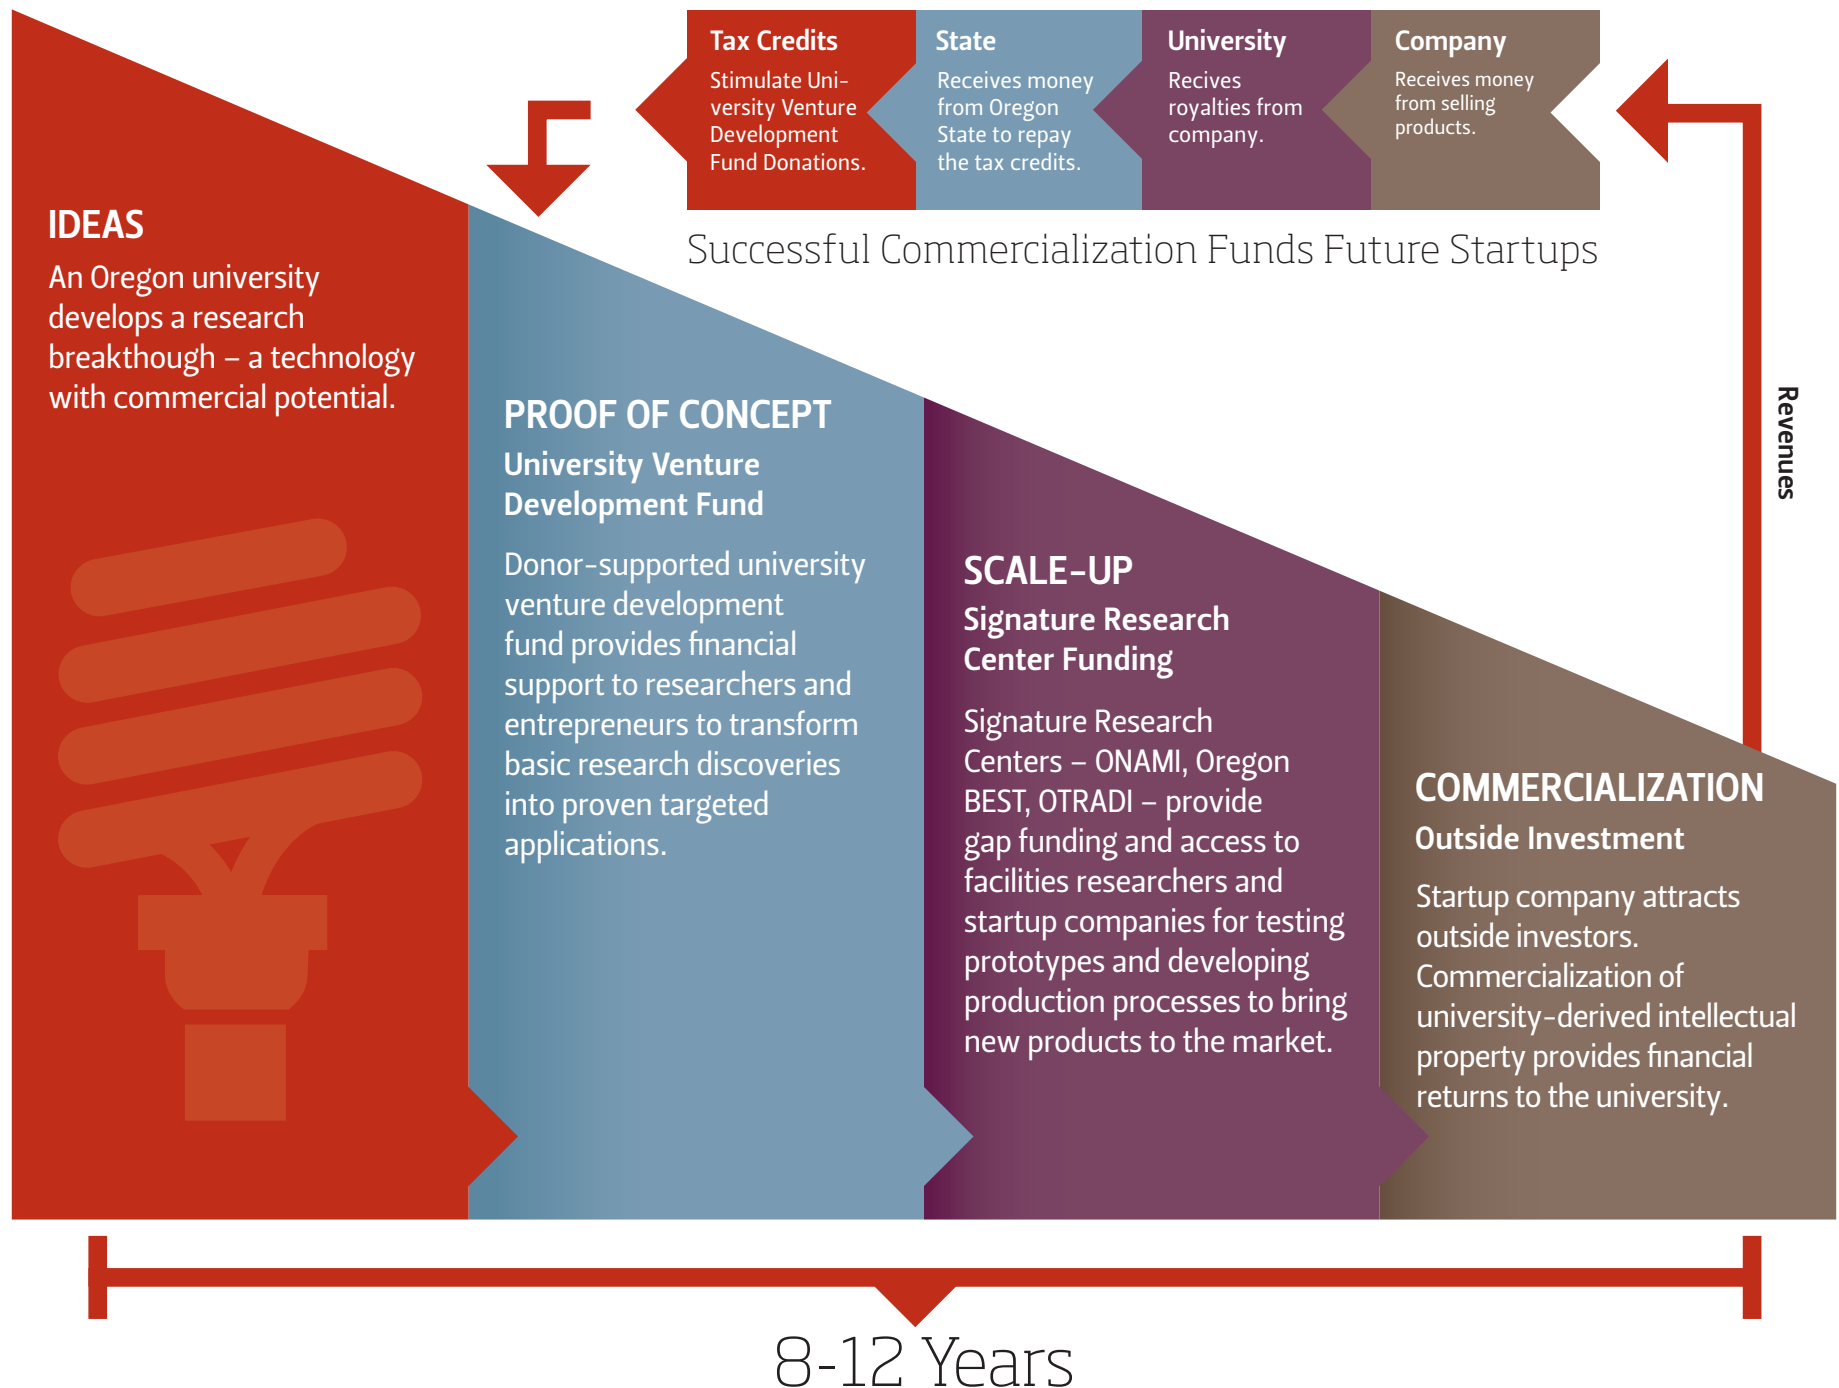 Tax Credits
Stimulate Uni-
versity Venture
Development
Fund Donations.
State
Receives money
from Oregon
State to repay
the tax credits.
University
Recives
royalties from
company.
Company
Receives money
from selling
products.
Successful Commercialization Funds Future Startups
Revenues
IDEAS
An Oregon university
develops a research
breakthough – a technology
with commercial potential.
PROOF OF CONCEPT
University Venture
Development Fund
Donor-supported university
venture development
fund provides financial
support to researchers and
entrepreneurs to transform
basic research discoveries
into proven targeted
applications.
SCALE-UP
Signature Research
Center Funding
Signature Research
Centers – ONAMI, Oregon
BEST, OTRADI – provide
gap funding and access to
facilities researchers and
startup companies for testing
prototypes and developing
production processes to bring
new products to the market.
COMMERCIALIZATION
Outside Investment
Startup company attracts
outside investors.
Commercialization of
university-derived intellectual
property provides financial
returns to the university.
8-12 Years